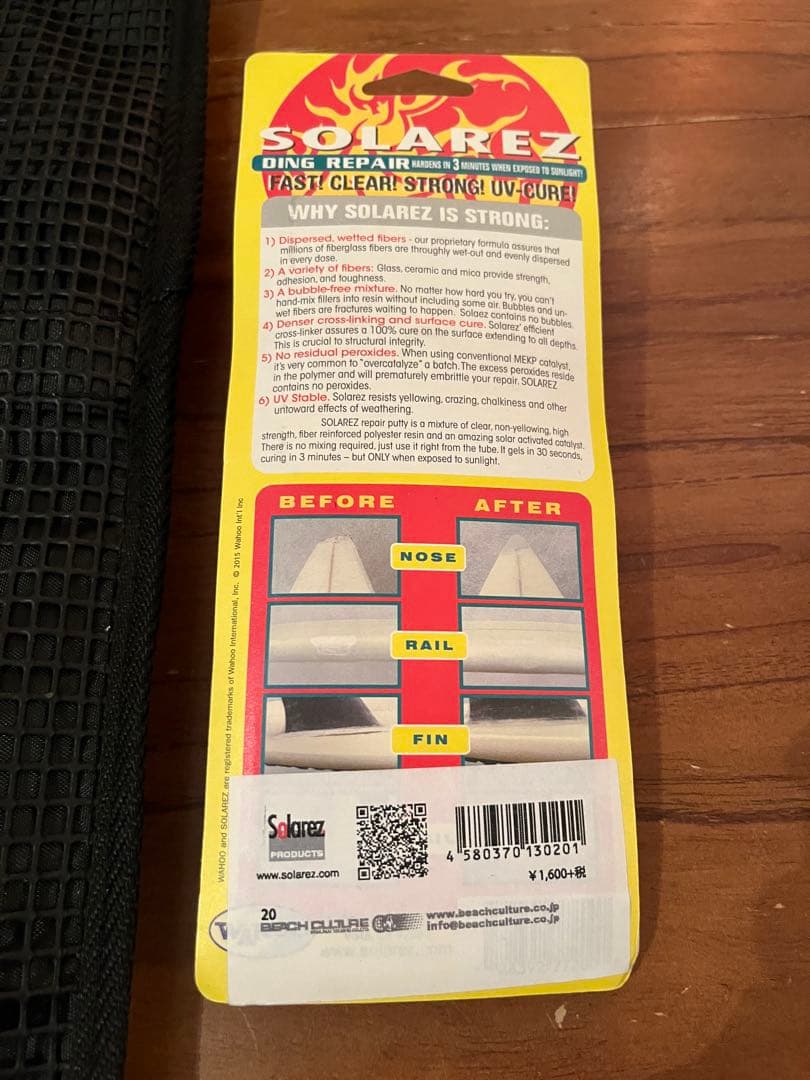 SOLAREZ
DING REPAIR HARDENS IN 3 MINUTES WHEN EXPOSED TO SUNLIGHT!
FAST! CLEAR! STRONG! UV-CURE!
WHY SOLAREZ IS STRONG:
1) Dispersed, wetted fibers - our proprietary formula assures that
millions of fiberglass fibers are throughly wet-out and evenly dispersed
in every dose.
2) A variety of fibers: Glass, ceramic and mica provide strength,
adhesion, and toughness.
3) A bubble-free mixture. No matter how hard you try, you can't
hand-mix fillers into resin without including some air. Bubbles and un-
wet fibers are fractures waiting to happen. Solaez contains no bubbles.
4) Denser cross-linking and surface cure. Solarez' efficient
cross-linker assures a 100% cure on the surface extending to all depths.
This is crucial to structural integrity.
5) No residual peroxides. When using conventional MEKP catalyst,
it's very common to "overcatalyze" a batch. The excess peroxides reside
in the polymer and will prematurely embrittle your repair. SOLAREZ
contains no peroxides.
6) UV Stable. Solarez resists yellowing, crazing, chalkiness and other
untoward effects of weathering.
SOLAREZ repair putty is a mixture of clear, non-yellowing, high
strength, fiber reinforced polyester resin and an amazing solar activated catalyst.
There is no mixing required, just use it right from the tube. It gels in 30 seconds,
curing in 3 minutes – but ONLY when exposed to sunlight.
BEFORE AFTER
NOSE
RAIL
FIN
WAHOO and SOLAREZ are registered trademarks of Wahoo International, Inc. © 2015 Wahoo Int'l Inc
Solarez
PRODUCTS
www.solarez.com
4 580370 130201
¥1,600+税
20
BEACH CULTURE
www.beachculture.co.jp
info@beachculture.co.jp